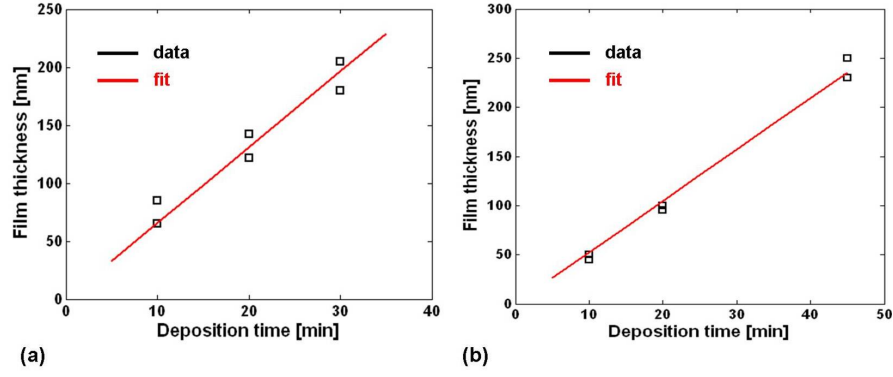 250
200
150
100
50
0
Film thickness [nm]
data
fit
0 10 20 30 40
Deposition time [min]
(a)
300
250
200
150
100
50
0
Film thickness [nm]
data
fit
0 10 20 30 40 50
Deposition time [min]
(b)